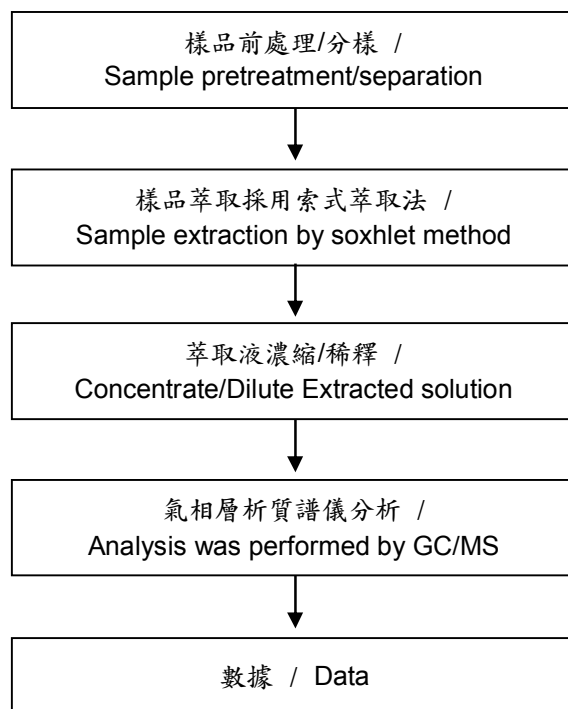 樣品前處理/分樣 /
Sample pretreatment/separation
樣品萃取採用索式萃取法 /
Sample extraction by soxhlet method
萃取液濃縮/稀釋 /
Concentrate/Dilute Extracted solution
氣相層析質譜儀分析 /
Analysis was performed by GC/MS
數據 / Data